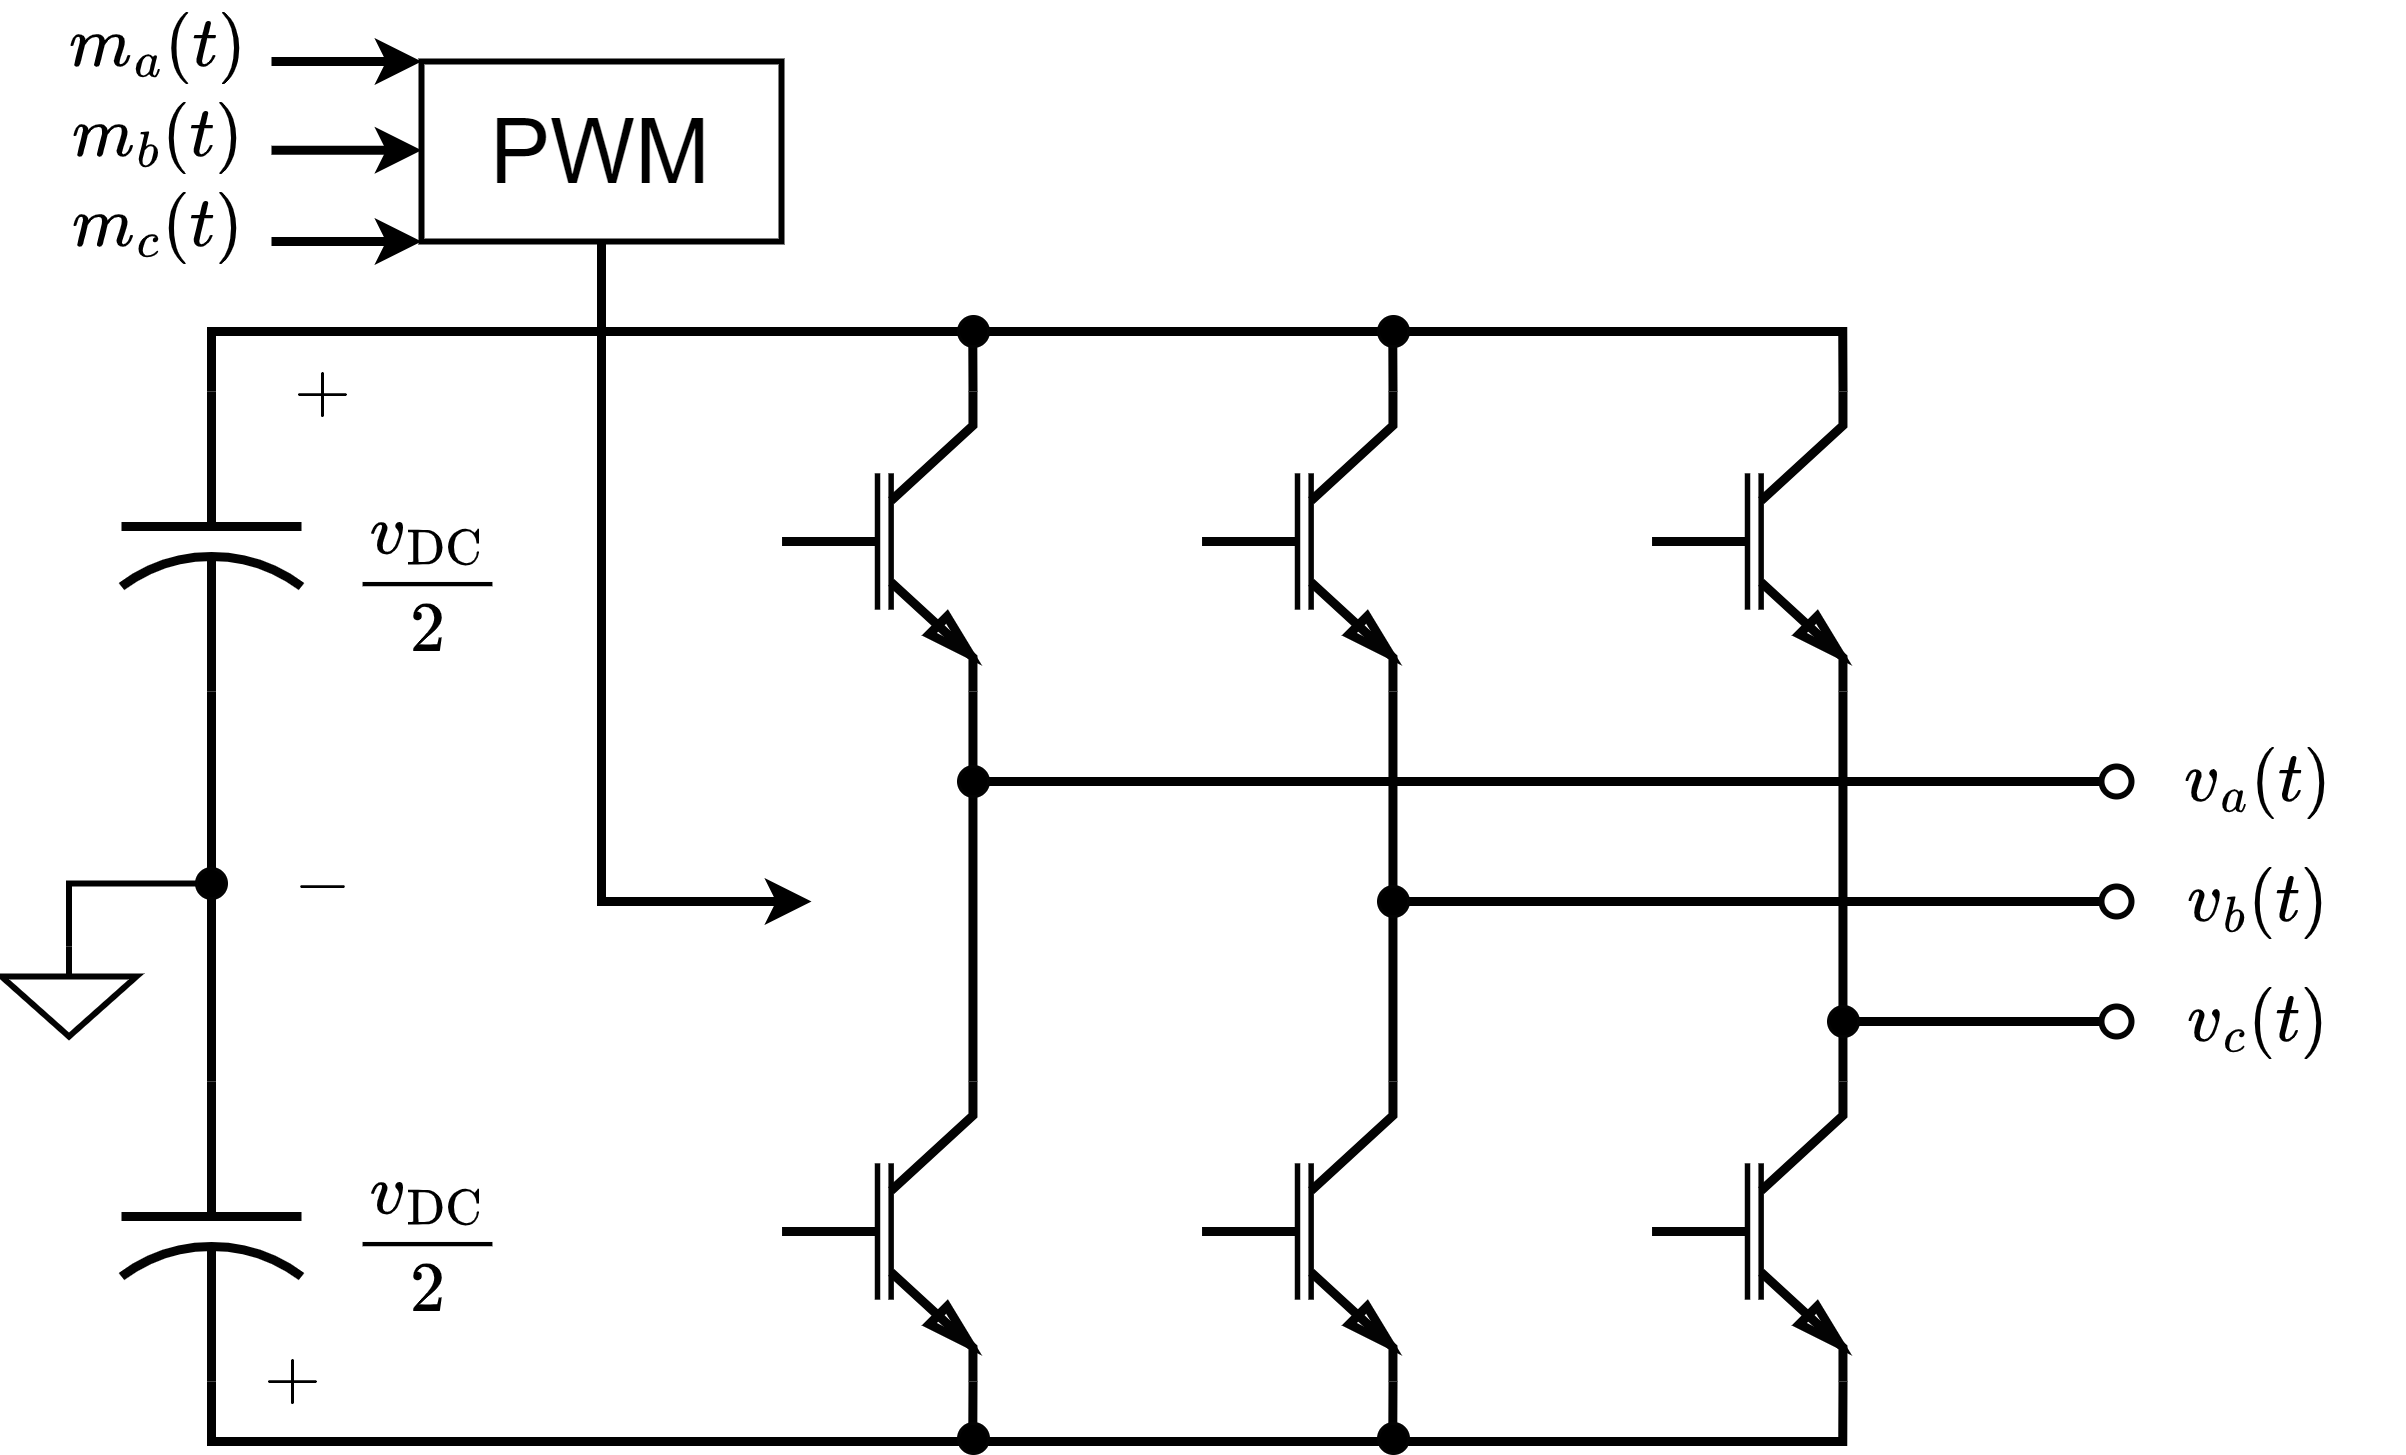 m_a(t)
m_b(t)
m_c(t)
PWM
+
v_DC/2
−
v_a(t)
v_b(t)
v_c(t)
v_DC/2
+